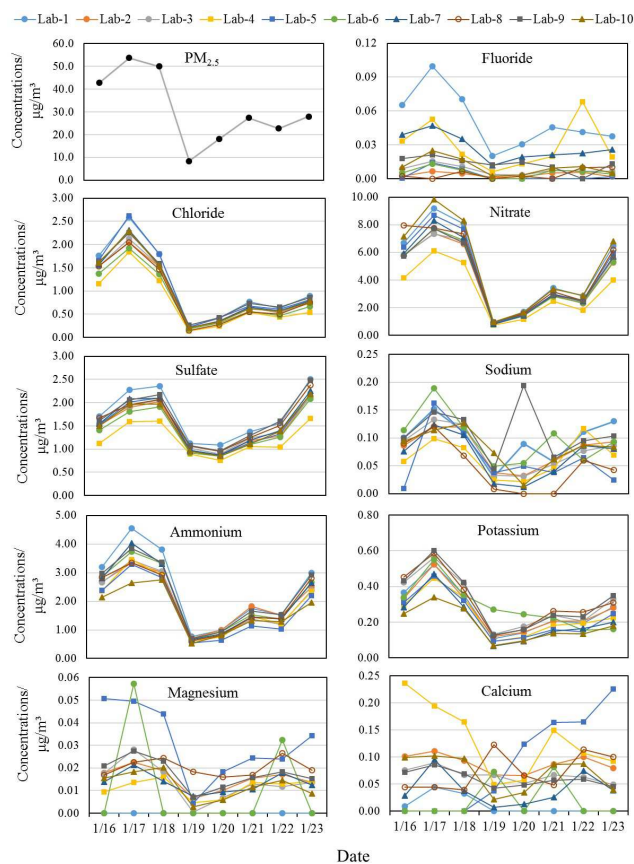 Lab-1 Lab-2 Lab-3 Lab-4 Lab-5 Lab-6 Lab-7 Lab-8 Lab-9 Lab-10
Concentrations/
μg/m³
60.0
50.0
40.0
30.0
20.0
10.0
0.0
PM2.5
0.12
0.09
0.06
0.03
0.00
Fluoride
Concentrations/
μg/m³
3.00
2.50
2.00
1.50
1.00
0.50
0.00
Chloride
10.00
8.00
6.00
4.00
2.00
0.00
Nitrate
Concentrations/
μg/m³
3.00
2.50
2.00
1.50
1.00
0.50
0.00
Sulfate
0.25
0.20
0.15
0.10
0.05
0.00
Sodium
Concentrations/
μg/m³
5.00
4.00
3.00
2.00
1.00
0.00
Ammonium
0.80
0.60
0.40
0.20
0.00
Potassium
Concentrations/
μg/m³
0.06
0.05
0.04
0.03
0.02
0.01
0.00
Magnesium
0.25
0.20
0.15
0.10
0.05
0.00
Calcium
1/16 1/17 1/18 1/19 1/20 1/21 1/22 1/23
1/16 1/17 1/18 1/19 1/20 1/21 1/22 1/23
Date